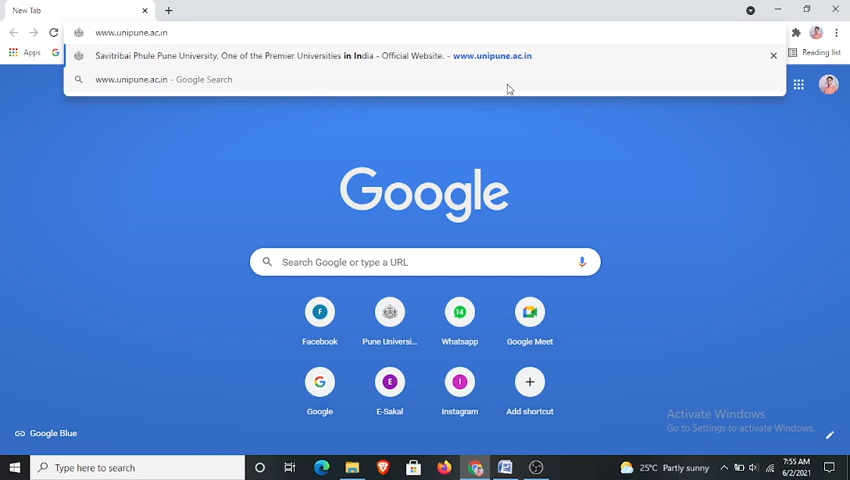 New Tab
www.unipune.ac.in
Apps
Savitribai Phule Pune University, One of the Premier Universities in India - Official Website. - www.unipune.ac.in
Reading list
www.unipune.ac.in - Google Search
Google
Search Google or type a URL
F
14
Facebook
Pune Universi...
Whatsapp
Google Meet
E
I
Google
E-Sakal
Instagram
Add shortcut
Activate Windows
Go to Settings to activate Windows.
Google Blue
Type here to search
25°C Partly sunny
7:55 AM
6/2/2021